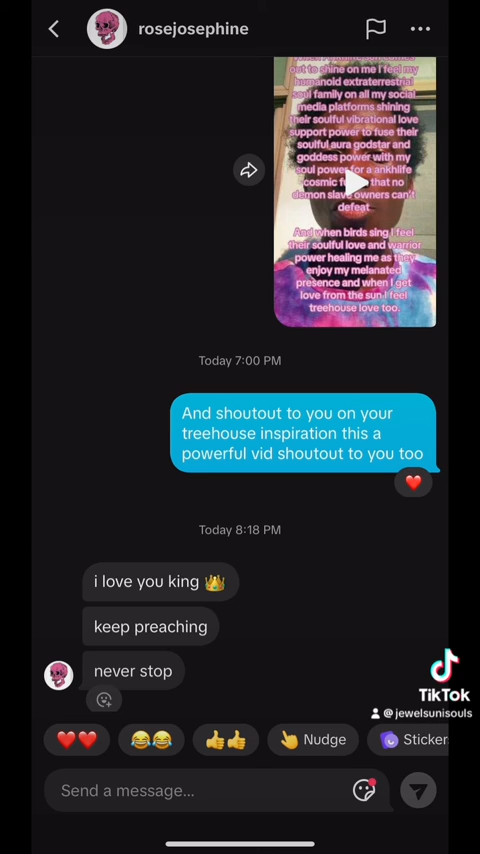 rosejosephine
out to shine on me I feel my
humanoid extraterrestrial
soul family on all my social
media platforms shining
their soulful vibrational love
support power to fuse their
soulful aura godstar and
goddess power with my
soul power for a ankhlife
cosmic that no
demon slave owners can't
defeat
And when birds sing I feel
their soulful love and warrior
power healing me as they
enjoy my melanated
presence and when I get
love from the sun I feel
treehouse love too.
Today 7:00 PM
And shoutout to you on your
treehouse inspiration this a
powerful vid shoutout to you too
Today 8:18 PM
i love you king
keep preaching
never stop
TikTok
@jewelsunisouls
Nudge
Sticker
Send a message...